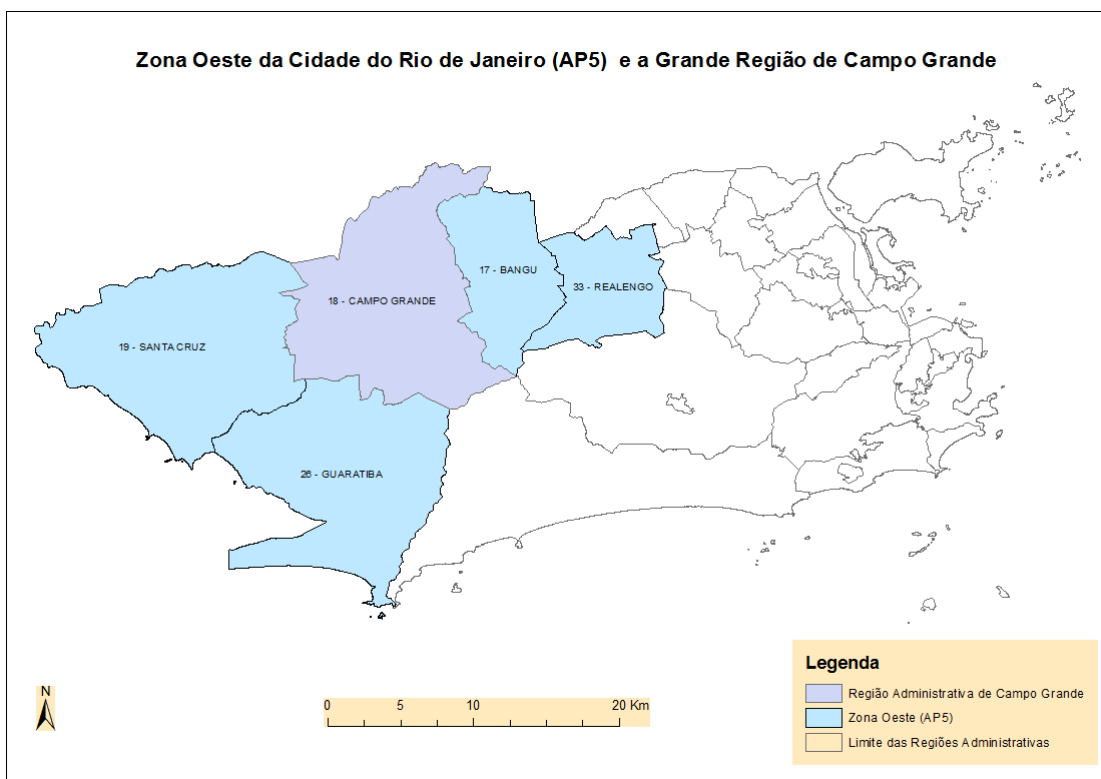 Zona Oeste da Cidade do Rio de Janeiro (AP5) e a Grande Região de Campo Grande
17 - BANGU
33 - REALENGO
18 - CAMPO GRANDE
19 - SANTA CRUZ
26 - GUARATIBA
N
0 5 10 20 Km
Legenda
Região Administrativa de Campo Grande
Zona Oeste (AP5)
Limite das Regiões Administrativas